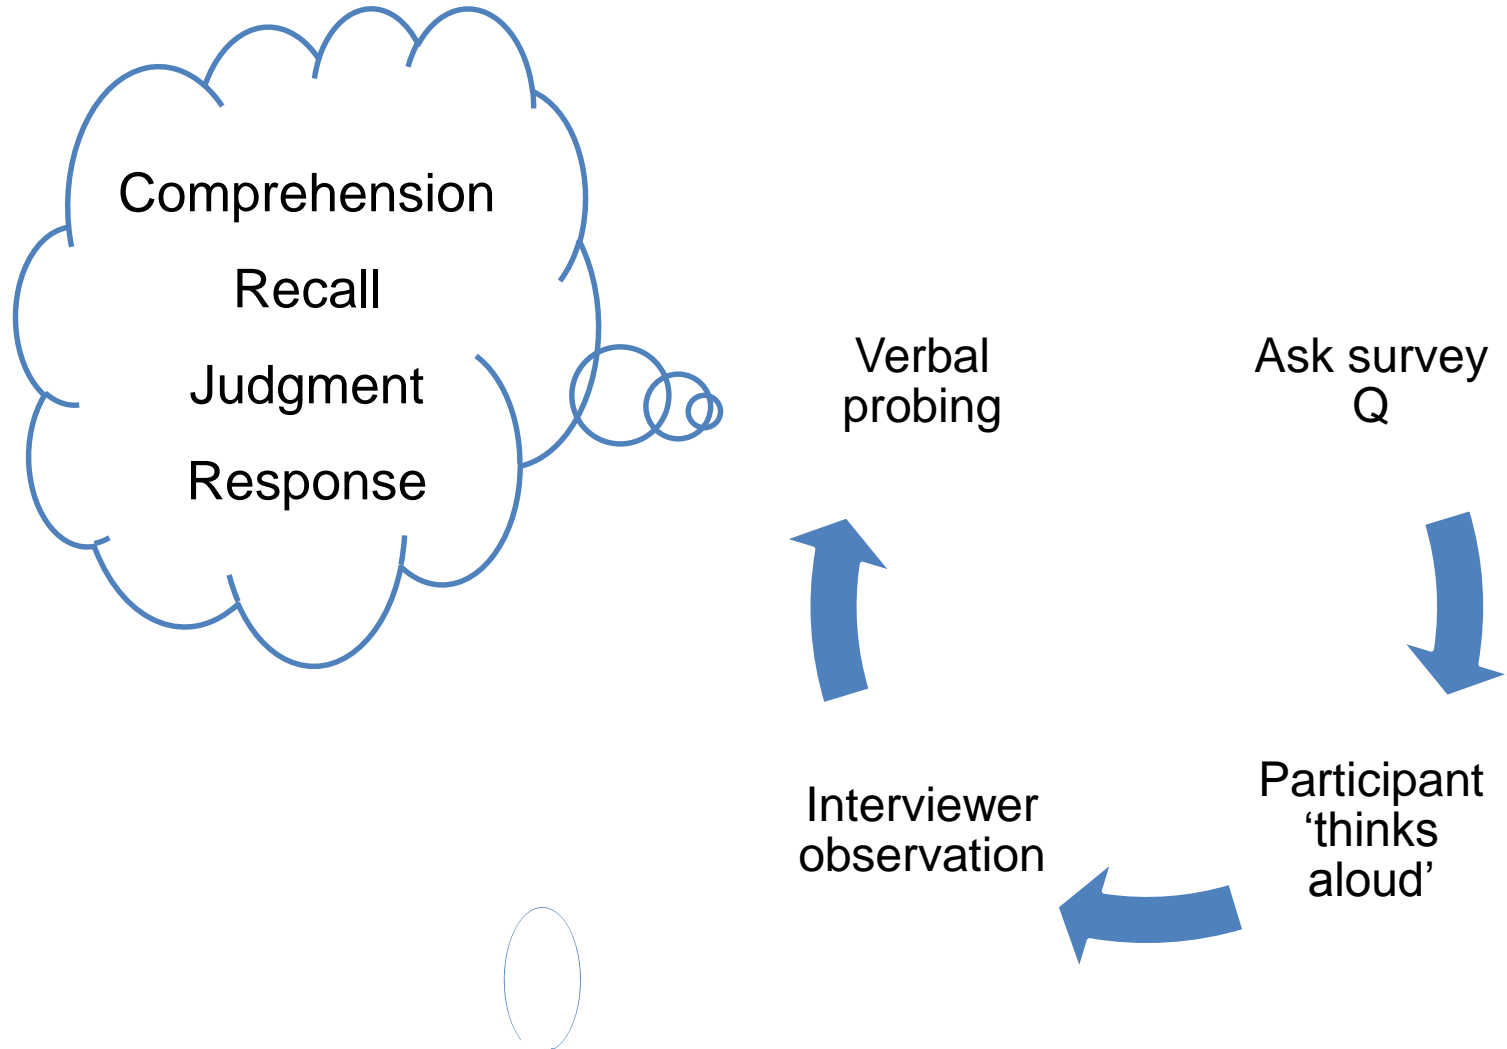 Comprehension
Recall
Judgment
Response
Verbal
probing
Ask survey
Q
Participant
‘thinks
aloud’
Interviewer
observation